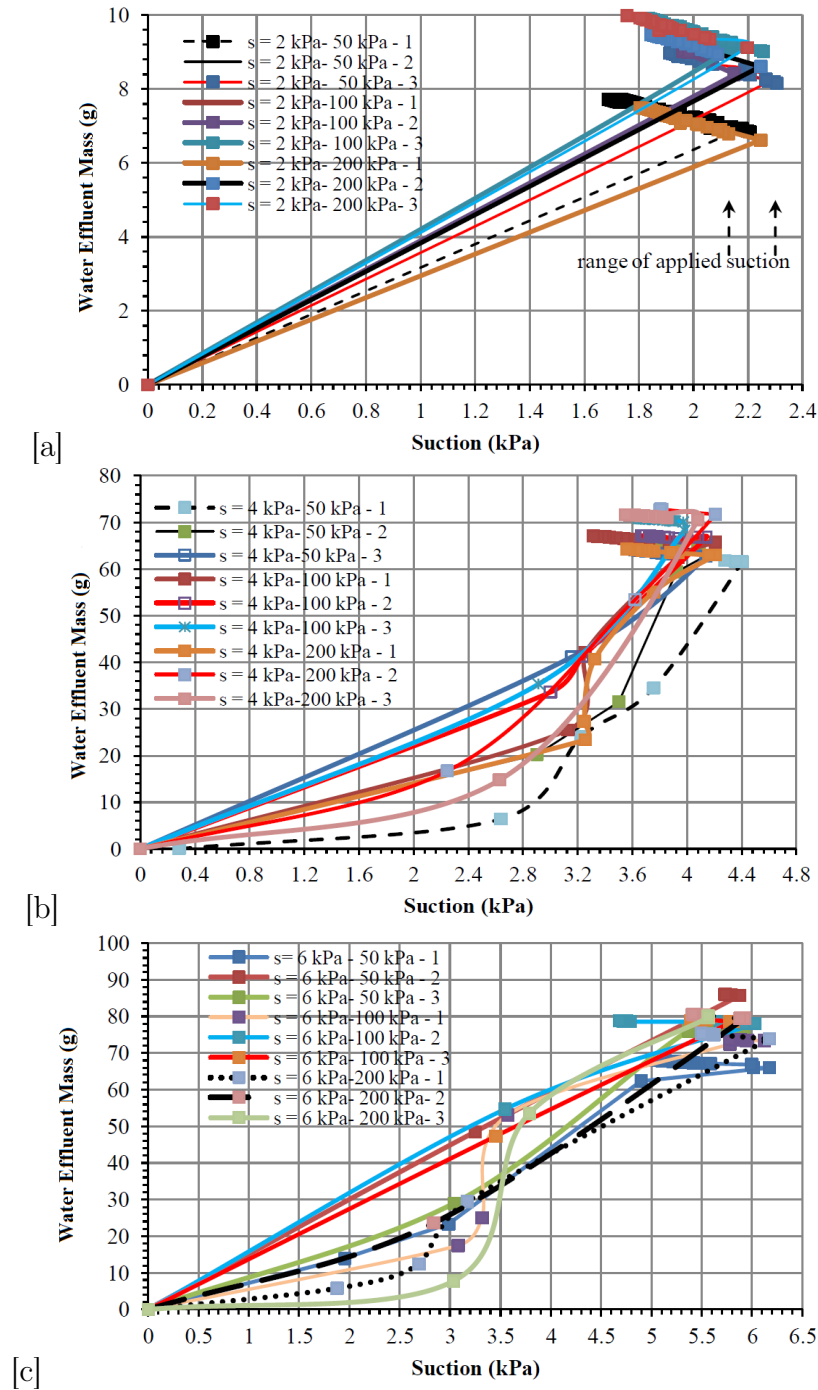 10
8
6
4
2
0
Water Effluent Mass (g)
s = 2 kPa- 50 kPa - 1
s = 2 kPa- 50 kPa - 2
s = 2 kPa- 50 kPa - 3
s = 2 kPa-100 kPa - 1
s = 2 kPa-100 kPa - 2
s = 2 kPa- 100 kPa - 3
s = 2 kPa-200 kPa - 1
s = 2 kPa-200 kPa - 2
s = 2 kPa-200 kPa- 3
range of applied suction
0 0.2 0.4 0.6 0.8 1 1.2 1.4 1.6 1.8 2 2.2 2.4
Suction (kPa)
[a]
80
70
60
50
40
30
20
10
0
Water Effluent Mass (g)
s = 4 kPa- 50 kPa - 1
s = 4 kPa- 50 kPa - 2
s = 4 kPa-50 kPa - 3
s = 4 kPa-100 kPa - 1
s = 4 kPa-100 kPa - 2
s = 4 kPa-100 kPa - 3
s = 4 kPa-200 kPa - 1
s = 4 kPa-200 kPa - 2
s = 4 kPa-200 kPa - 3
0 0.4 0.8 1.2 1.6 2 2.4 2.8 3.2 3.6 4 4.4 4.8
Suction (kPa)
[b]
100
90
80
70
60
50
40
30
20
10
0
Water Effluent Mass (g)
s= 6 kPa - 50 kPa - 1
s= 6 kPa - 50 kPa - 2
s= 6 kPa - 50 kPa - 3
s= 6 kPa-100 kPa - 1
s= 6 kPa-100 kPa- 2
s= 6 kPa- 100 kPa - 3
s= 6 kPa-200 kPa - 1
s= 6 kPa- 200 kPa- 2
s= 6 kPa- 200 kPa- 3
0 0.5 1 1.5 2 2.5 3 3.5 4 4.5 5 5.5 6 6.5
Suction (kPa)
[c]